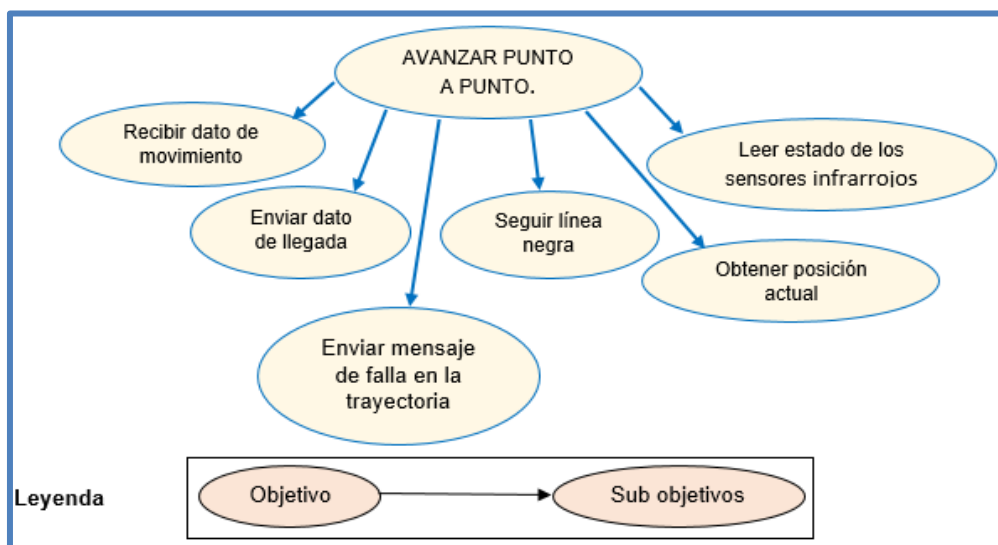 AVANZAR PUNTO
A PUNTO.
Recibir dato de
movimiento
Leer estado de los
sensores infrarrojos
Enviar dato
de llegada
Seguir línea
negra
Obtener posición
actual
Enviar mensaje
de falla en la
trayectoria
Leyenda
Objetivo
Sub objetivos